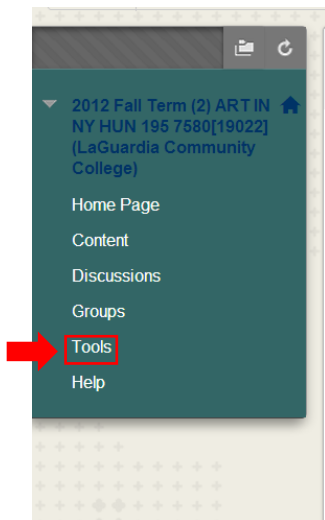 2012 Fall Term (2) ART IN
NY HUN 195 7580[19022]
(LaGuardia Community
College)
Home Page
Content
Discussions
Groups
Tools
Help